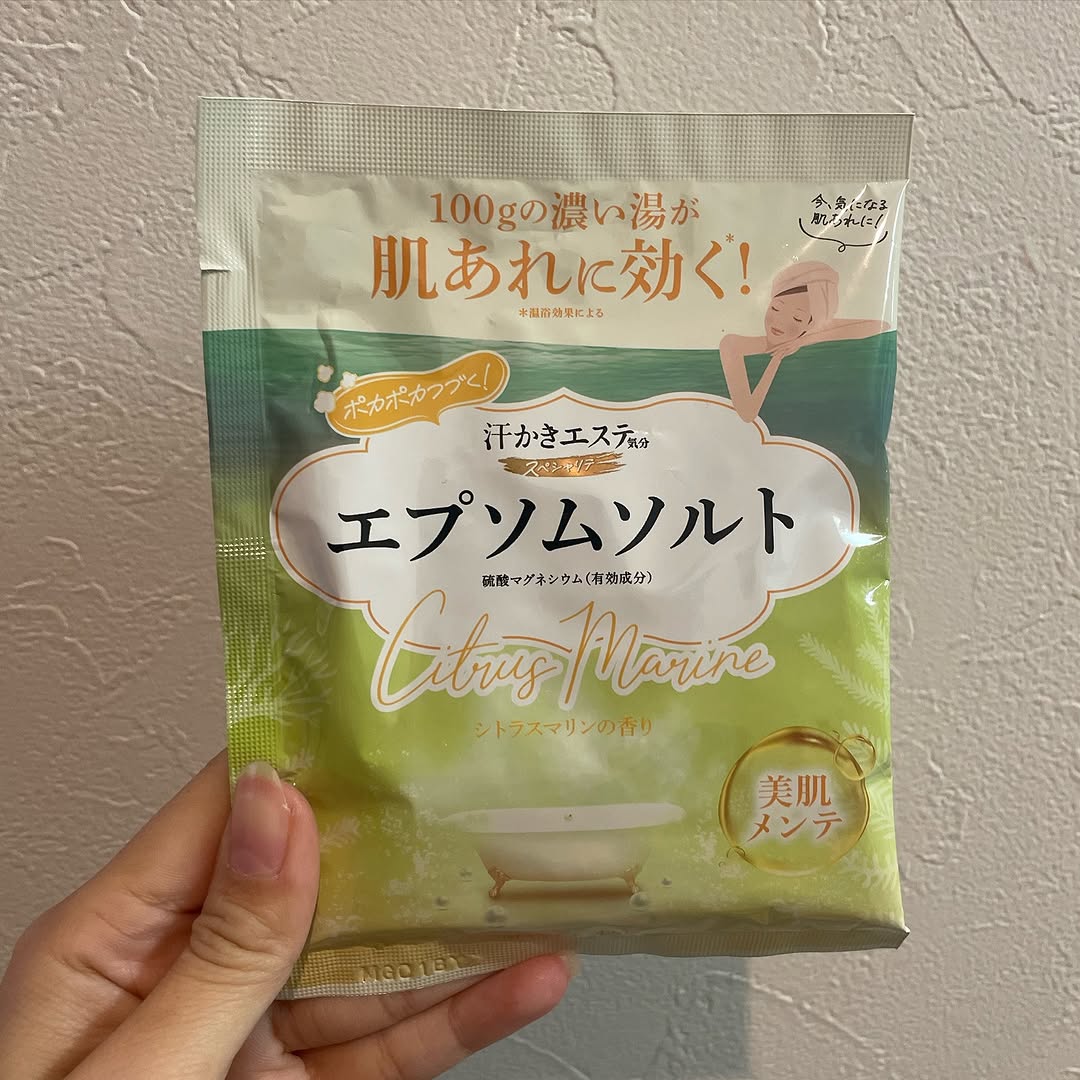 100gの濃い湯が
肌あれに効く*!
*温浴効果による
今、気になる
肌あれに!
ポカポカつづく!
汗かきエステ気分
スペシャリテ
エプソムソルト
硫酸マグネシウム(有効成分)
Citrus Marine
シトラスマリンの香り
美肌
メンテ